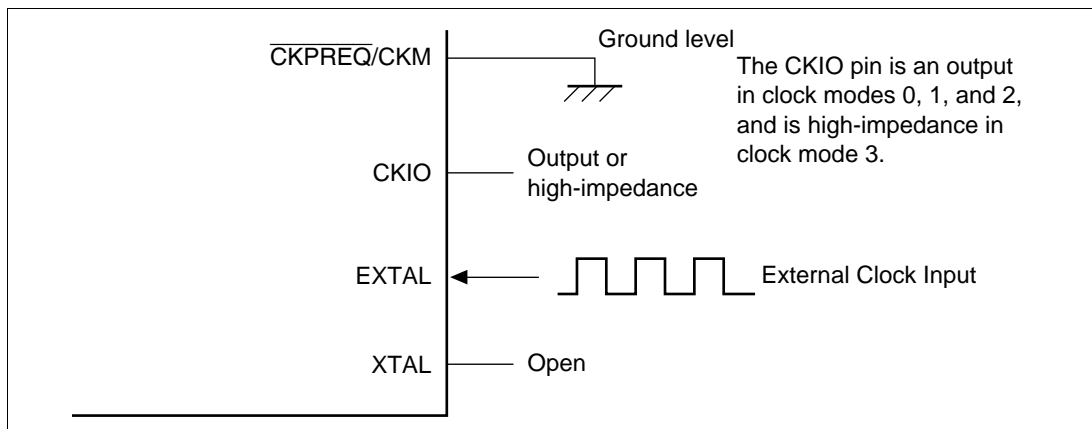 CKPREQ/CKM
Ground level
The CKIO pin is an output
in clock modes 0, 1, and 2,
and is high-impedance in
clock mode 3.
CKIO
Output or
high-impedance
EXTAL
External Clock Input
XTAL
Open